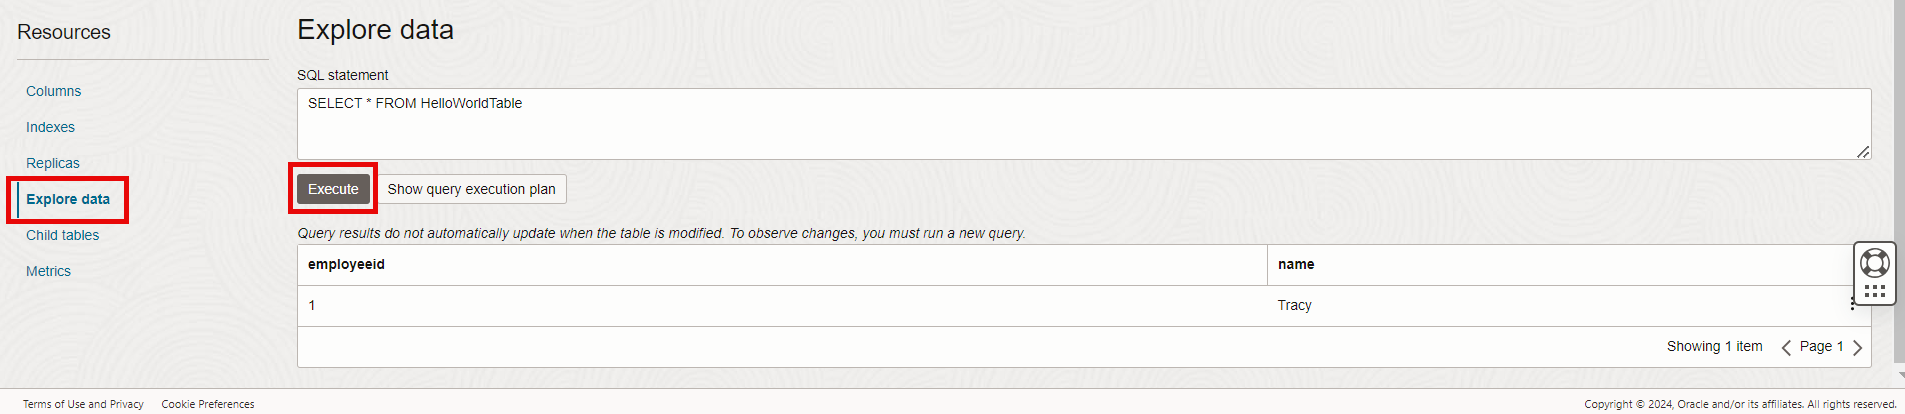 Resources
Columns
Indexes
Replicas
Explore data
Child tables
Metrics
Explore data
SQL statement
SELECT * FROM HelloWorldTable
Execute
Show query execution plan
Query results do not automatically update when the table is modified. To observe changes, you must run a new query.
employeeid name
1 Tracy
Showing 1 item Page 1
Terms of Use and Privacy Cookie Preferences
Copyright © 2024, Oracle and/or its affiliates. All rights reserved.